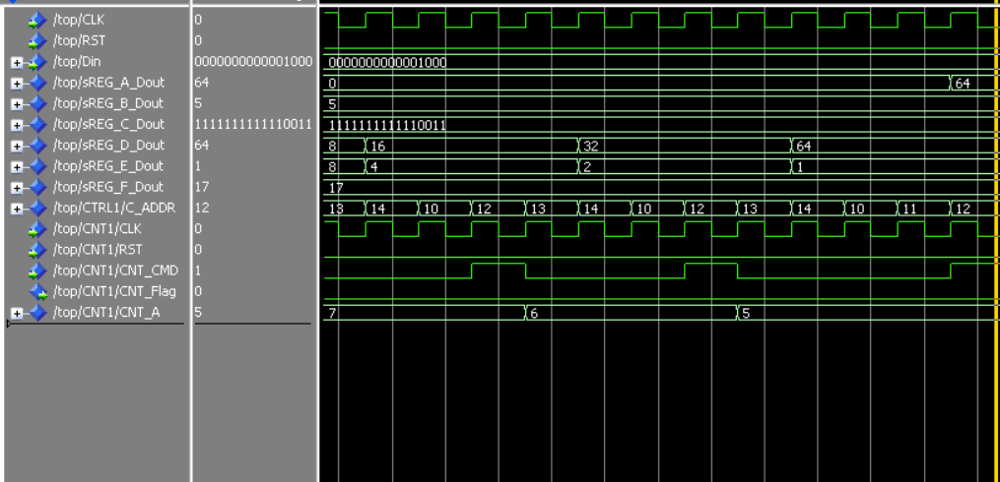 /top/CLK 0
/top/RST 0
/top/Din 0000000000001000 0000000000001000
/top/sREG_A_Dout 64 0 64
/top/sREG_B_Dout 5 5
/top/sREG_C_Dout 1111111111110011 1111111111110011
/top/sREG_D_Dout 64 8 16 32 64
/top/sREG_E_Dout 1 8 4 2 1
/top/sREG_F_Dout 17 17
/top/CTRL1/C_ADDR 12 13 14 10 12 13 14 10 12 13 14 10 11 12
/top/CNT1/CLK 0
/top/CNT1/RST 0
/top/CNT1/CNT_CMD 1
/top/CNT1/CNT_Flag 0
/top/CNT1/CNT_A 5 7 6 5